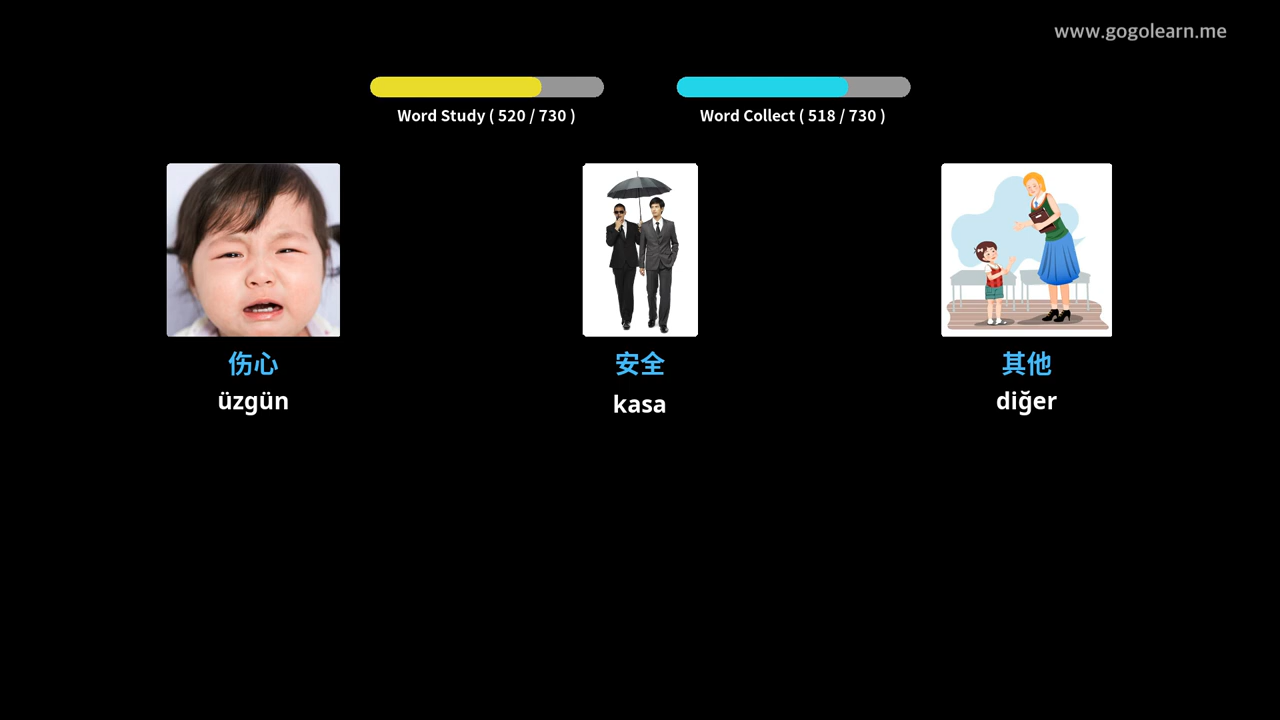 www.gogolearn.me
Word Study ( 520 / 730 )
Word Collect ( 518 / 730 )
伤心
üzgün
安全
kasa
其他
diğer